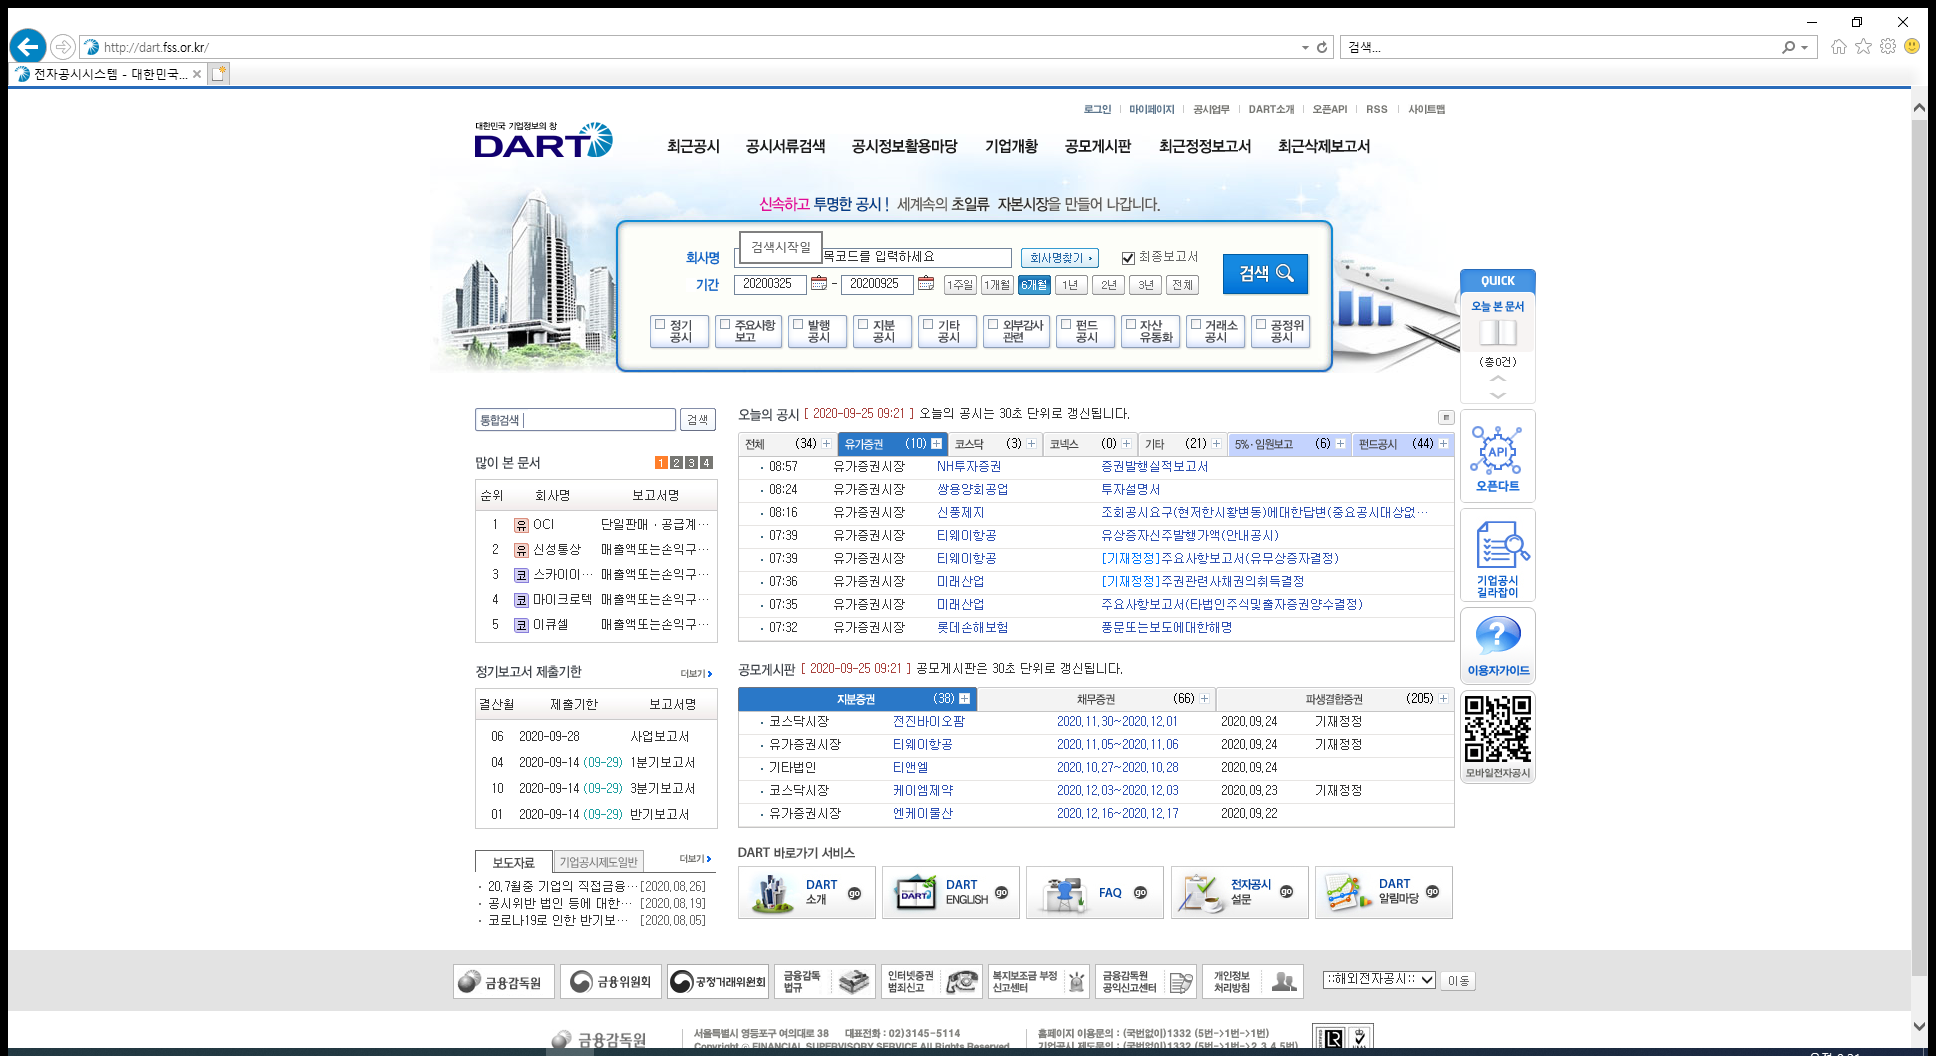 http://dart.fss.or.kr/
검색...
전자공시시스템 - 대한민국...
로그인 마이페이지 공시업무 DART소개 오픈API RSS 사이트맵
대한민국 기업정보의 창
DART
최근공시 공시서류검색 공시정보활용마당 기업개황 공모게시판 최근정정보고서 최근삭제보고서
신속하고 투명한 공시! 세계속의 초일류 자본시장을 만들어 나갑니다.
검색시작일
회사명 목코드를 입력하세요 회사명찾기 최종보고서
검색
기간 20200325 - 20200925 1주일 1개월 6개월 1년 2년 3년 전체
정기공시 주요사항보고 발행공시 지분공시 기타공시 외부감사관련 펀드공시 자산유동화 거래소공시 공정위공시
QUICK
오늘 본 문서
(총0건)
API
오픈다트
기업공시
길라잡이
이용자가이드
모바일전자공시
통합검색 검색
많이 본 문서 1 2 3 4
순위 회사명 보고서명
1 유 OCI 단일판매ㆍ공급계…
2 유 신성통상 매출액또는손익구…
3 코 스카이이… 매출액또는손익구…
4 코 마이크로텍 매출액또는손익구…
5 코 이큐셀 매출액또는손익구…
정기보고서 제출기한 더보기
결산월 제출기한 보고서명
06 2020-09-28 사업보고서
04 2020-09-14 (09-29) 1분기보고서
10 2020-09-14 (09-29) 3분기보고서
01 2020-09-14 (09-29) 반기보고서
보도자료 기업공시제도일반 더보기
20.7월중 기업의 직접금융… [2020.08.26]
공시위반 법인 등에 대한… [2020.08.19]
코로나19로 인한 반기보… [2020.08.05]
오늘의 공시 [ 2020-09-25 09:21 ] 오늘의 공시는 30초 단위로 갱신됩니다.
전체 (34) 유가증권 (10) 코스닥 (3) 코넥스 (0) 기타 (21) 5%·임원보고 (6) 펀드공시 (44)
08:57 유가증권시장 NH투자증권 증권발행실적보고서
08:24 유가증권시장 쌍용양회공업 투자설명서
08:16 유가증권시장 신풍제지 조회공시요구(현저한시황변동)에대한답변(중요공시대상없…
07:39 유가증권시장 티웨이항공 유상증자신주발행가액(안내공시)
07:39 유가증권시장 티웨이항공 [기재정정]주요사항보고서(유무상증자결정)
07:36 유가증권시장 미래산업 [기재정정]주권관련사채권의취득결정
07:35 유가증권시장 미래산업 주요사항보고서(타법인주식및출자증권양수결정)
07:32 유가증권시장 롯데손해보험 풍문또는보도에대한해명
공모게시판 [ 2020-09-25 09:21 ] 공모게시판은 30초 단위로 갱신됩니다.
지분증권 (38) 채무증권 (66) 파생결합증권 (205)
코스닥시장 전진바이오팜 2020.11.30~2020.12.01 2020.09.24 기재정정
유가증권시장 티웨이항공 2020.11.05~2020.11.06 2020.09.24 기재정정
기타법인 티앤엘 2020.10.27~2020.10.28 2020.09.24
코스닥시장 케이엠제약 2020.12.03~2020.12.03 2020.09.23 기재정정
유가증권시장 엔케이물산 2020.12.16~2020.12.17 2020.09.22
DART 바로가기 서비스
DART 소개 go DART ENGLISH go FAQ go 전자공시 설문 go DART 알림마당 go
금융감독원 금융위원회 공정거래위원회 금융감독법규 인터넷증권범죄신고 복지보조금 부정신고센터 금융감독원공익신고센터 개인정보처리방침 ::해외전자공시:: 이동
금융감독원
서울특별시 영등포구 여의대로 38 대표전화 : 02)3145-5114
Copyright ⓒ FINANCIAL SUPERVISORY SERVICE All Rights Reserved
홈페이지 이용문의 : (국번없이)1332 (5번->1번->1번)
기업공시 제도문의 : (국번없이)1332 (5번->1번->2,3,4,5번)